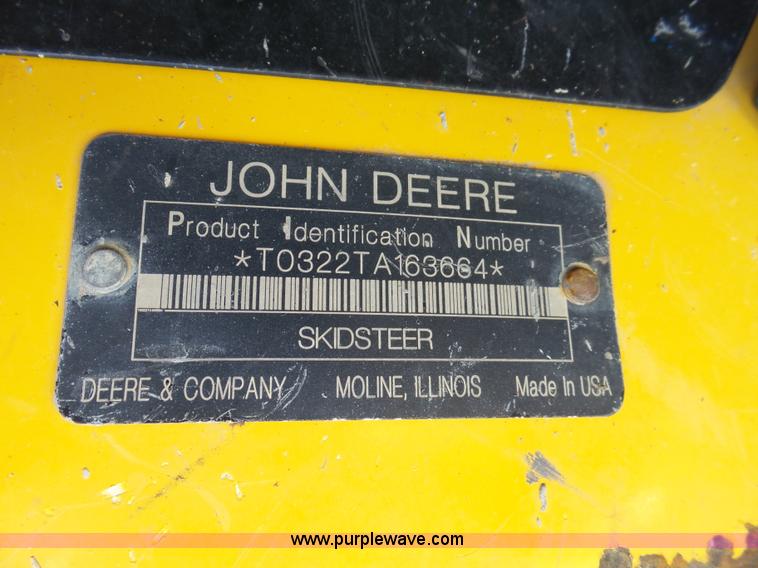 JOHN DEERE
Product Identification Number
*T0322TA163664*
SKIDSTEER
DEERE & COMPANY MOLINE, ILLINOIS Made In USA
www.purplewave.com